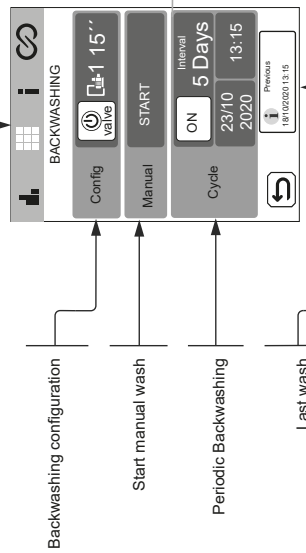 BACKWASHING
Config
valve
1 15´´
Manual
START
Cycle
ON
Interval
5 Days
23/10
2020
13:15
i Previous
18/10/2020 13:15
Backwashing configuration
Start manual wash
Periodic Backwashing
Last wash